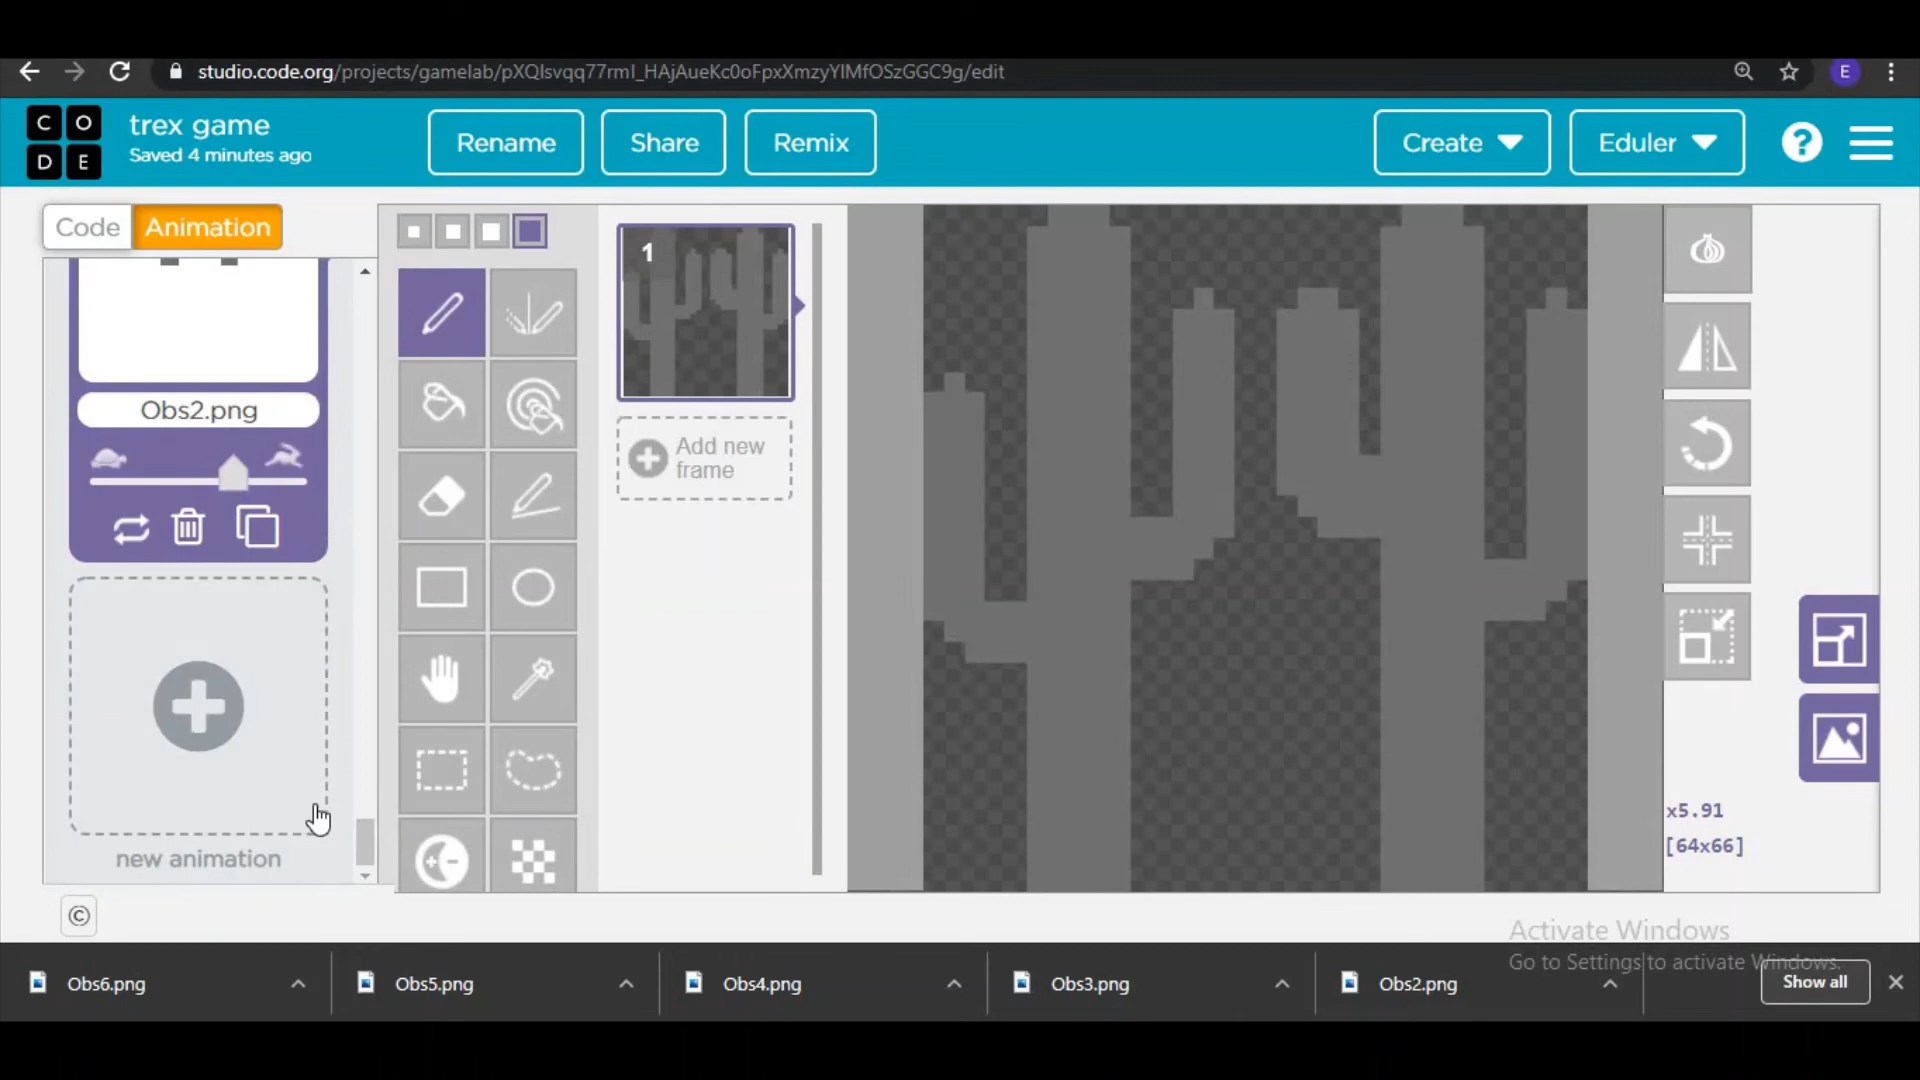 studio.code.org/projects/gamelab/pXQIsvqq77rmI_HAjAueKc0oFpxXmzyYIMfOSzGGC9g/edit
E
C O
D E
trex game
Saved 4 minutes ago
Rename
Share
Remix
Create
Eduler
?
Code
Animation
1
Add new
frame
Obs2.png
new animation
x5.91
[64x66]
©
Activate Windows
Go to Settings to activate Windows.
Obs6.png
Obs5.png
Obs4.png
Obs3.png
Obs2.png
Show all